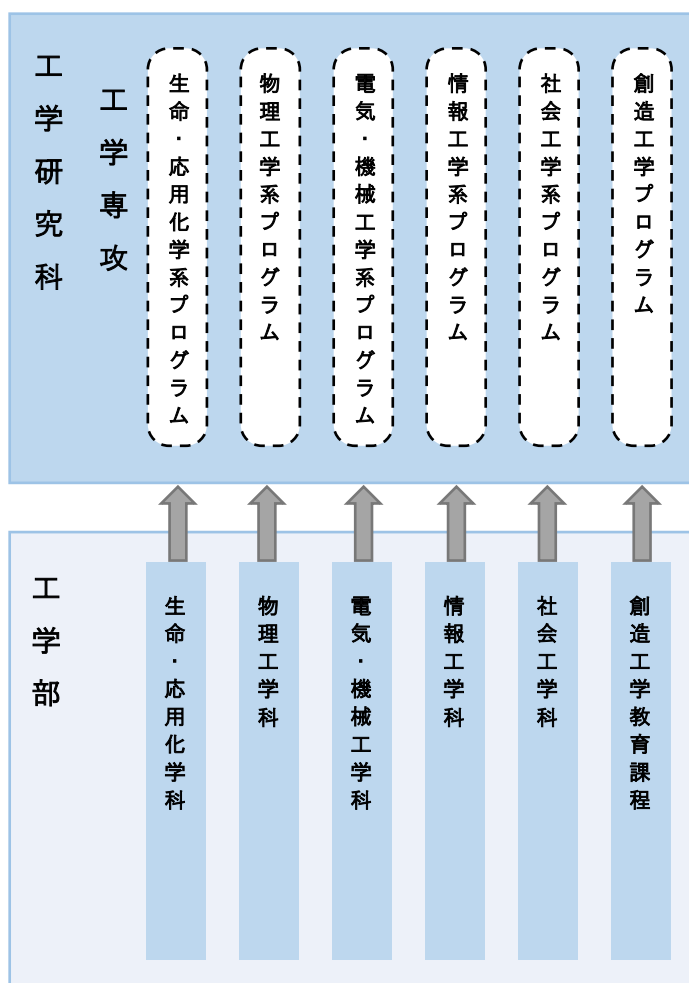 工学研究科
工学専攻
生命・応用化学系プログラム
物理工学系プログラム
電気・機械工学系プログラム
情報工学系プログラム
社会工学系プログラム
創造工学プログラム
工学部
生命・応用化学科
物理工学科
電気・機械工学科
情報工学科
社会工学科
創造工学教育課程